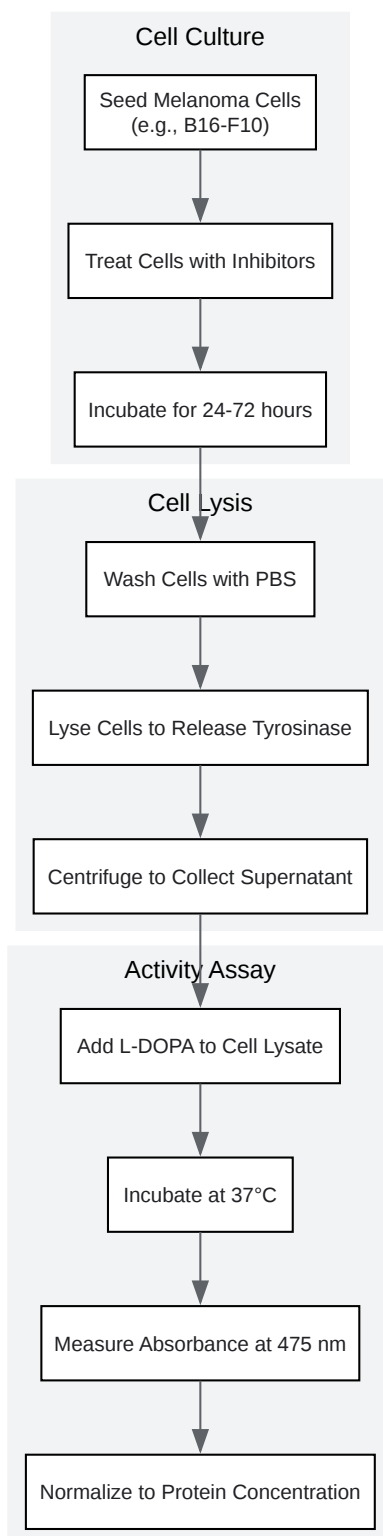 Cell Culture
Seed Melanoma Cells
(e.g., B16-F10)
Treat Cells with Inhibitors
Incubate for 24-72 hours
Cell Lysis
Wash Cells with PBS
Lyse Cells to Release Tyrosinase
Centrifuge to Collect Supernatant
Activity Assay
Add L-DOPA to Cell Lysate
Incubate at 37°C
Measure Absorbance at 475 nm
Normalize to Protein Concentration